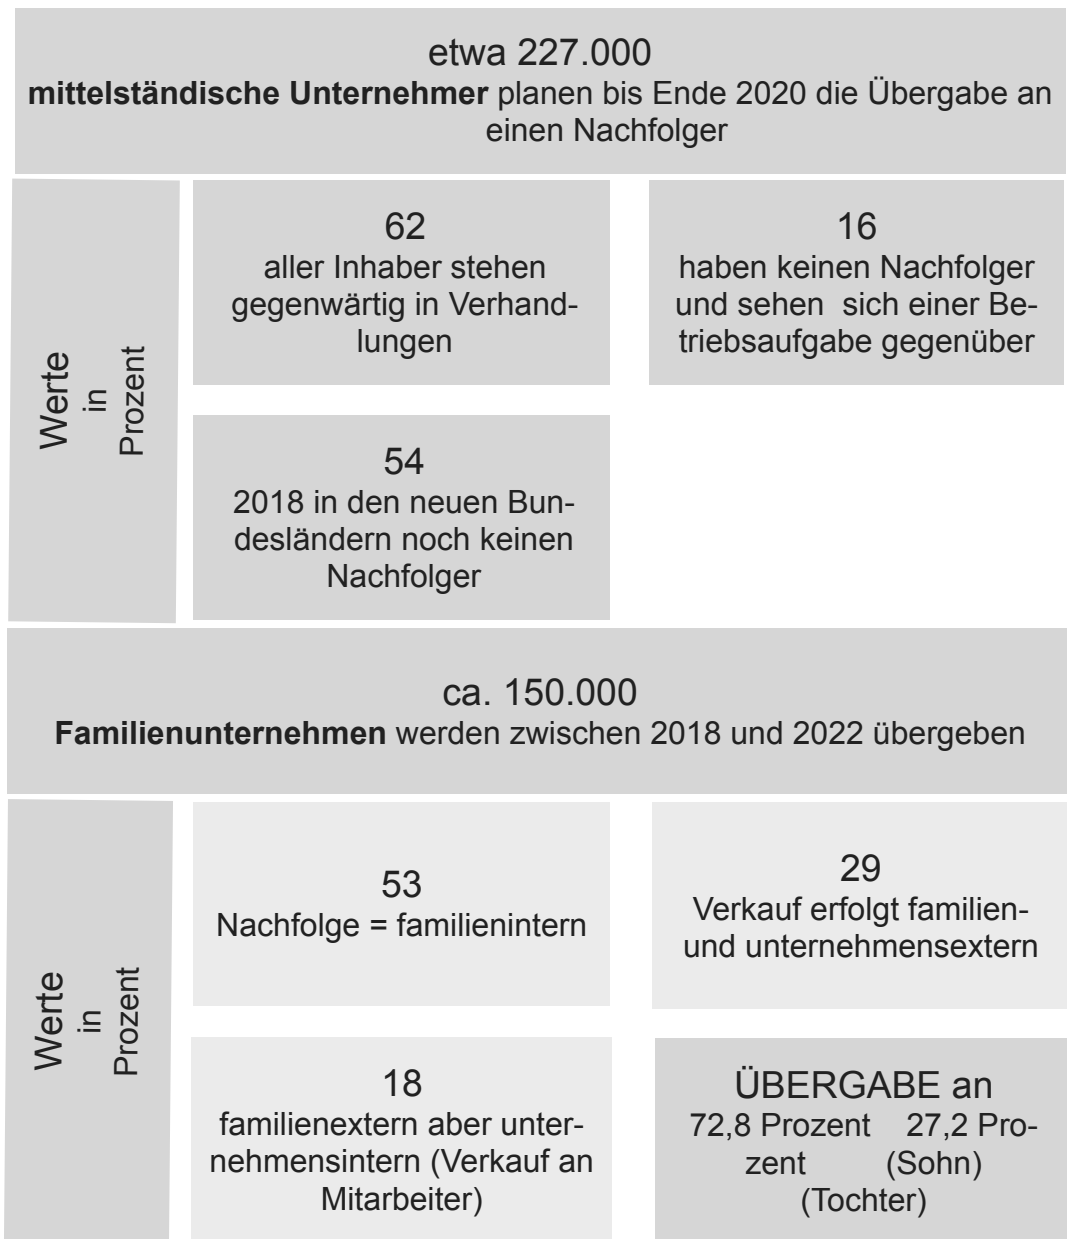 etwa 227.000
mittelständische Unternehmer planen bis Ende 2020 die Übergabe an
einen Nachfolger
Werte
in
Prozent
62
aller Inhaber stehen
gegenwärtig in Verhand-
lungen
16
haben keinen Nachfolger
und sehen  sich einer Be-
triebsaufgabe gegenüber
54
2018 in den neuen Bun-
desländern noch keinen
Nachfolger
ca. 150.000
Familienunternehmen werden zwischen 2018 und 2022 übergeben
Werte
in
Prozent
53
Nachfolge = familienintern
29
Verkauf erfolgt familien-
und unternehmensextern
18
familienextern aber unter-
nehmensintern (Verkauf an
Mitarbeiter)
ÜBERGABE an
72,8 Prozent    27,2 Pro-
zent         (Sohn)
(Tochter)